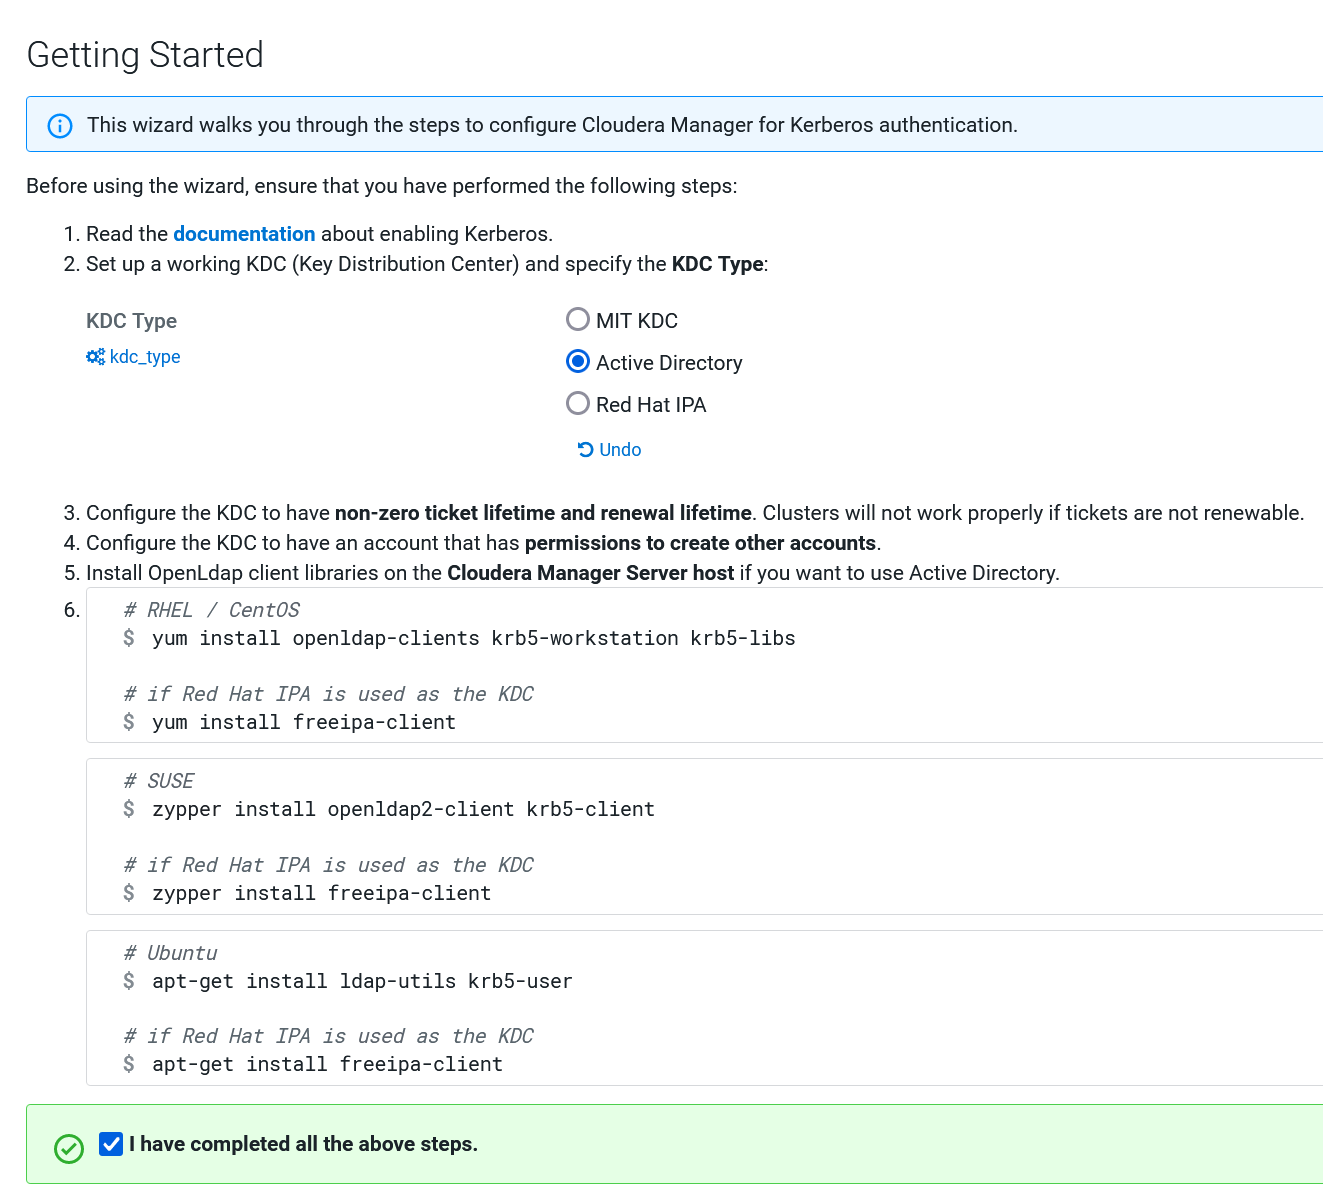 Getting Started
This wizard walks you through the steps to configure Cloudera Manager for Kerberos authentication.
Before using the wizard, ensure that you have performed the following steps:
1. Read the documentation about enabling Kerberos.
2. Set up a working KDC (Key Distribution Center) and specify the KDC Type:
KDC Type
kdc_type
MIT KDC
Active Directory
Red Hat IPA
Undo
3. Configure the KDC to have non-zero ticket lifetime and renewal lifetime. Clusters will not work properly if tickets are not renewable.
4. Configure the KDC to have an account that has permissions to create other accounts.
5. Install OpenLdap client libraries on the Cloudera Manager Server host if you want to use Active Directory.
6. # RHEL / CentOS
$ yum install openldap-clients krb5-workstation krb5-libs
# if Red Hat IPA is used as the KDC
$ yum install freeipa-client
# SUSE
$ zypper install openldap2-client krb5-client
# if Red Hat IPA is used as the KDC
$ zypper install freeipa-client
# Ubuntu
$ apt-get install ldap-utils krb5-user
# if Red Hat IPA is used as the KDC
$ apt-get install freeipa-client
I have completed all the above steps.